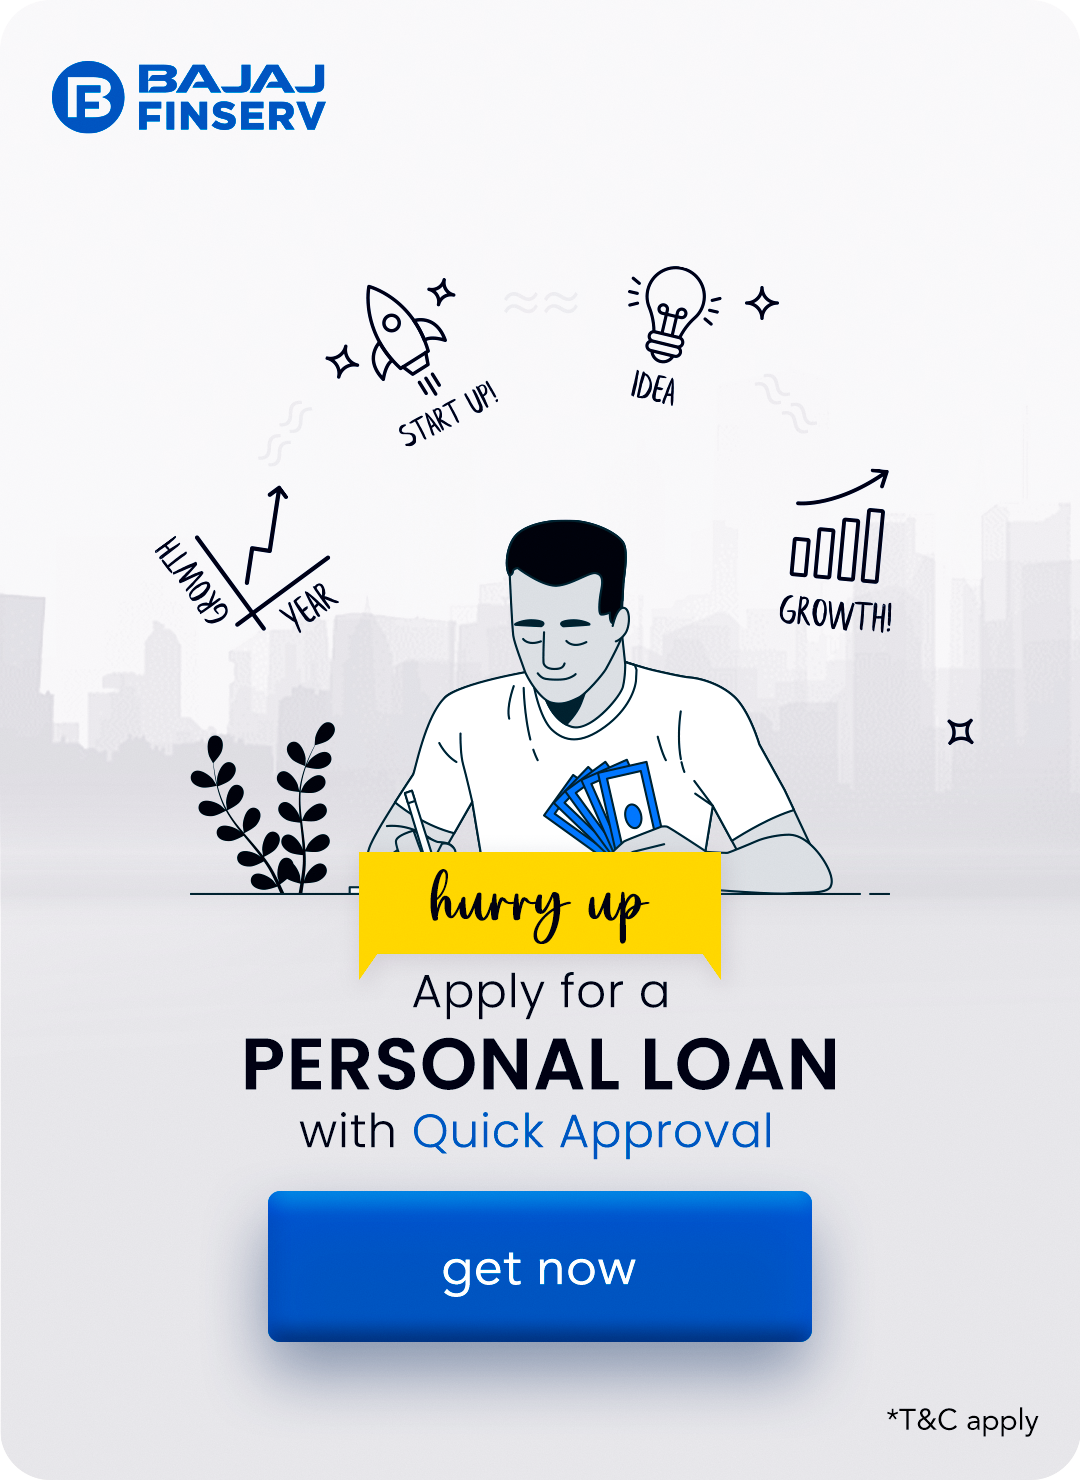 BAJAJ
FINSERV
START UP!
IDEA
GROWTH
YEAR
GROWTH!
hurry up
Apply for a
PERSONAL LOAN
with Quick Approval
get now
*T&C apply